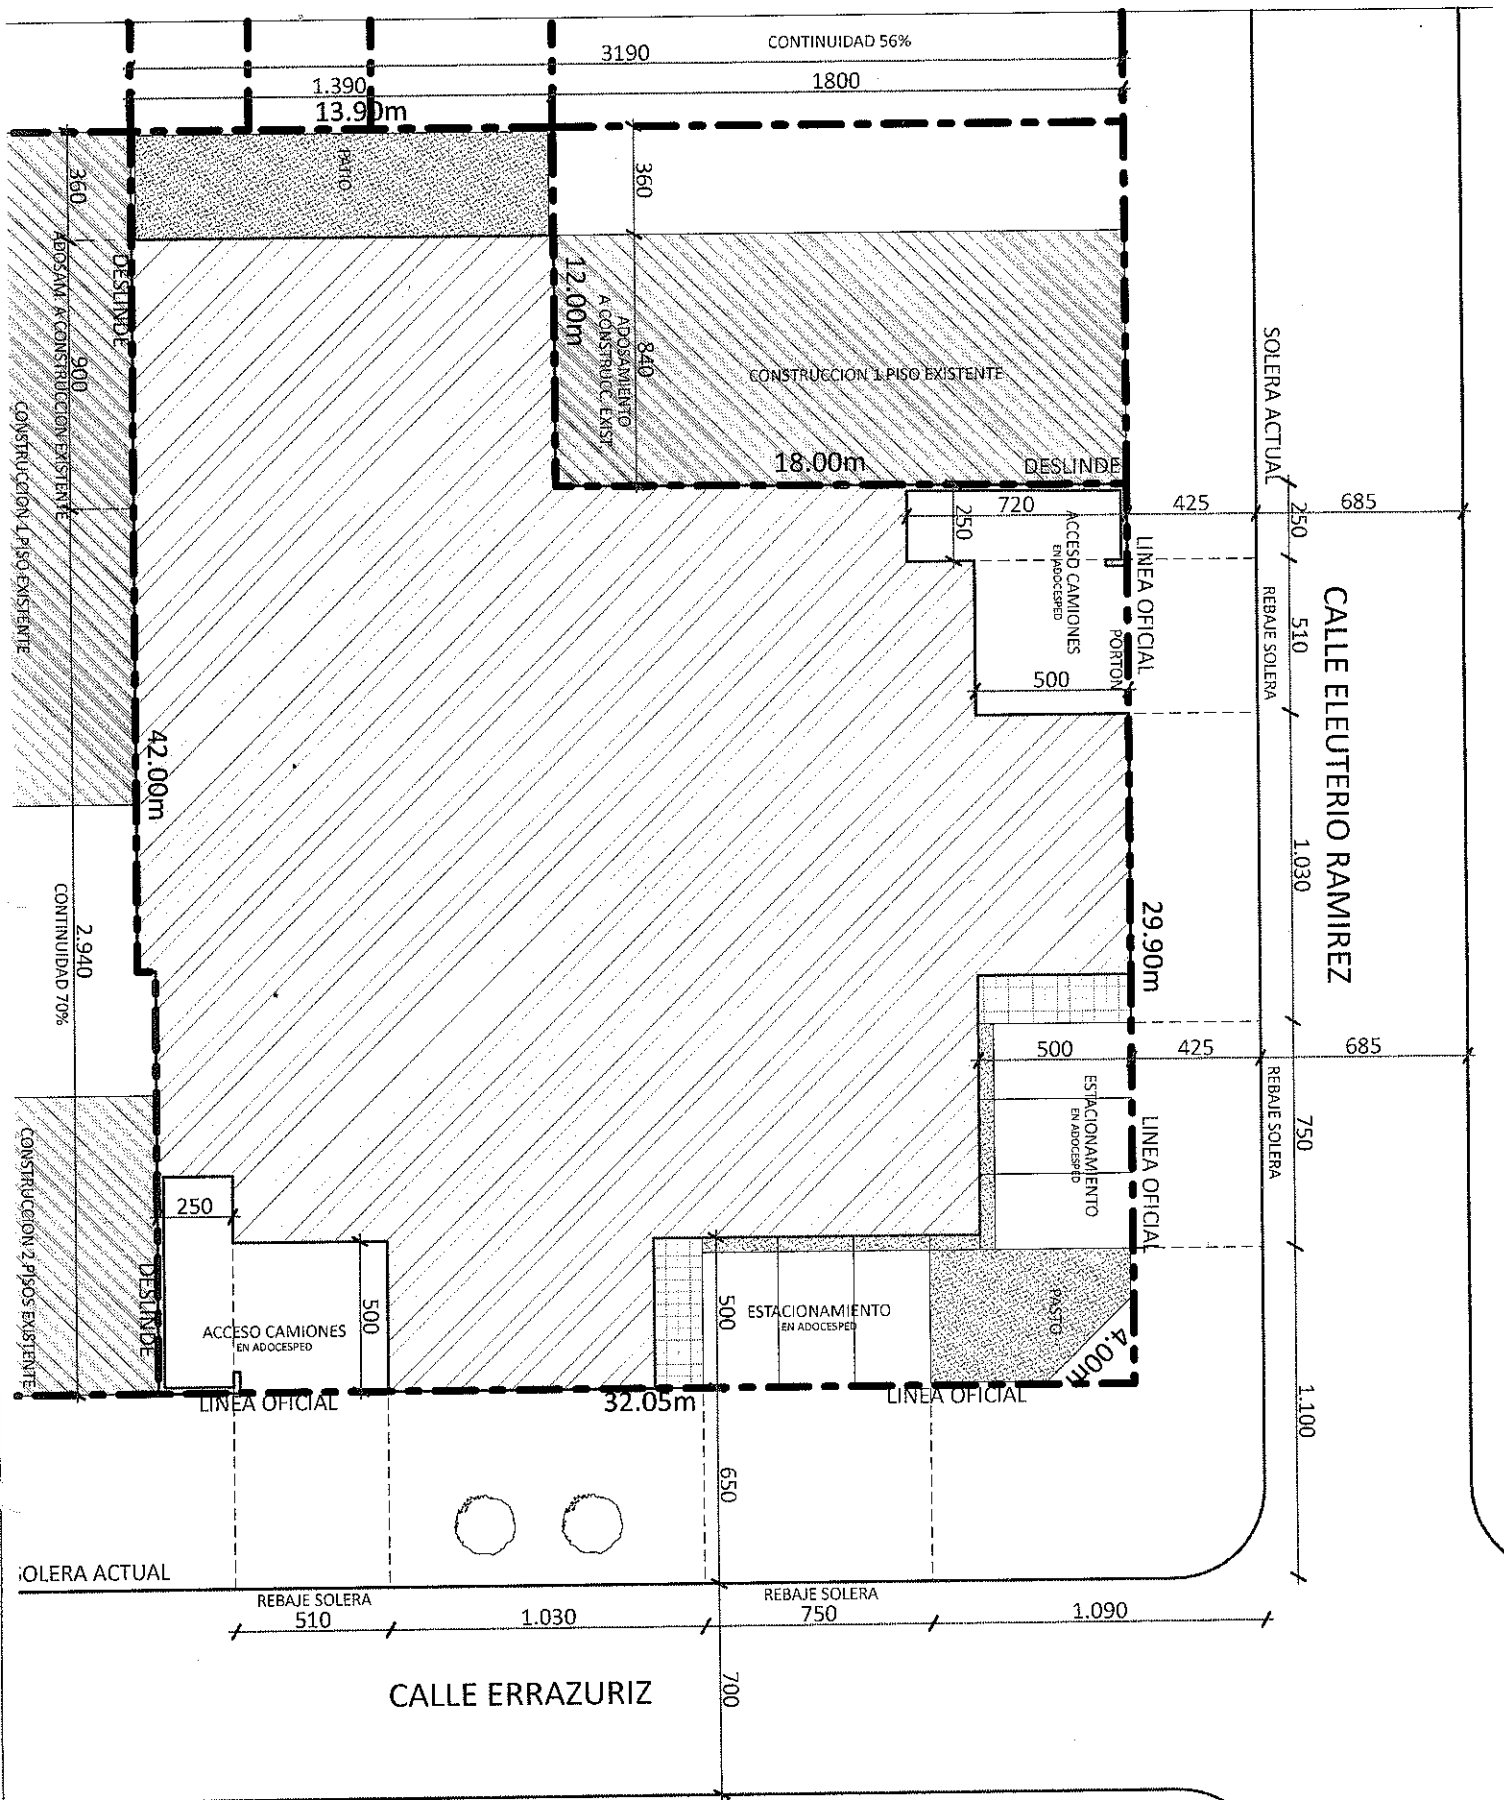 CONTINUIDAD 56%
3190
1.390
1800
13.90m
PATIO
360
360
DESLINDE
ADOSAM. A CONSTRUCCION EXISTENTE
900
CONSTRUCCION 1 PISO EXISTENTE
12.00m
ADOSAMIENTO
A CONSTRUCC. EXIST.
840
CONSTRUCCION 1 PISO EXISTENTE
18.00m
DESLINDE
SOLERA ACTUAL
720
425
685
250
250
ACCESO CAMIONES
EN ADOCESPED
LINEA OFICIAL
PORTON
500
REBAJE SOLERA
510
CALLE ELEUTERIO RAMIREZ
42.00m
1.030
29.90m
2.940
CONTINUIDAD 70%
500
425
685
ESTACIONAMIENTO
EN ADOCESPED
LINEA OFICIAL
REBAJE SOLERA
750
CONSTRUCCION 2 PISOS EXISTENTE
250
DESLINDE
ACCESO CAMIONES
EN ADOCESPED
500
500
ESTACIONAMIENTO
EN ADOCESPED
PASTO
4.00m
LINEA OFICIAL
32.05m
LINEA OFICIAL
1.100
650
OLERA ACTUAL
REBAJE SOLERA
REBAJE SOLERA
510
1.030
750
1.090
CALLE ERRAZURIZ
700